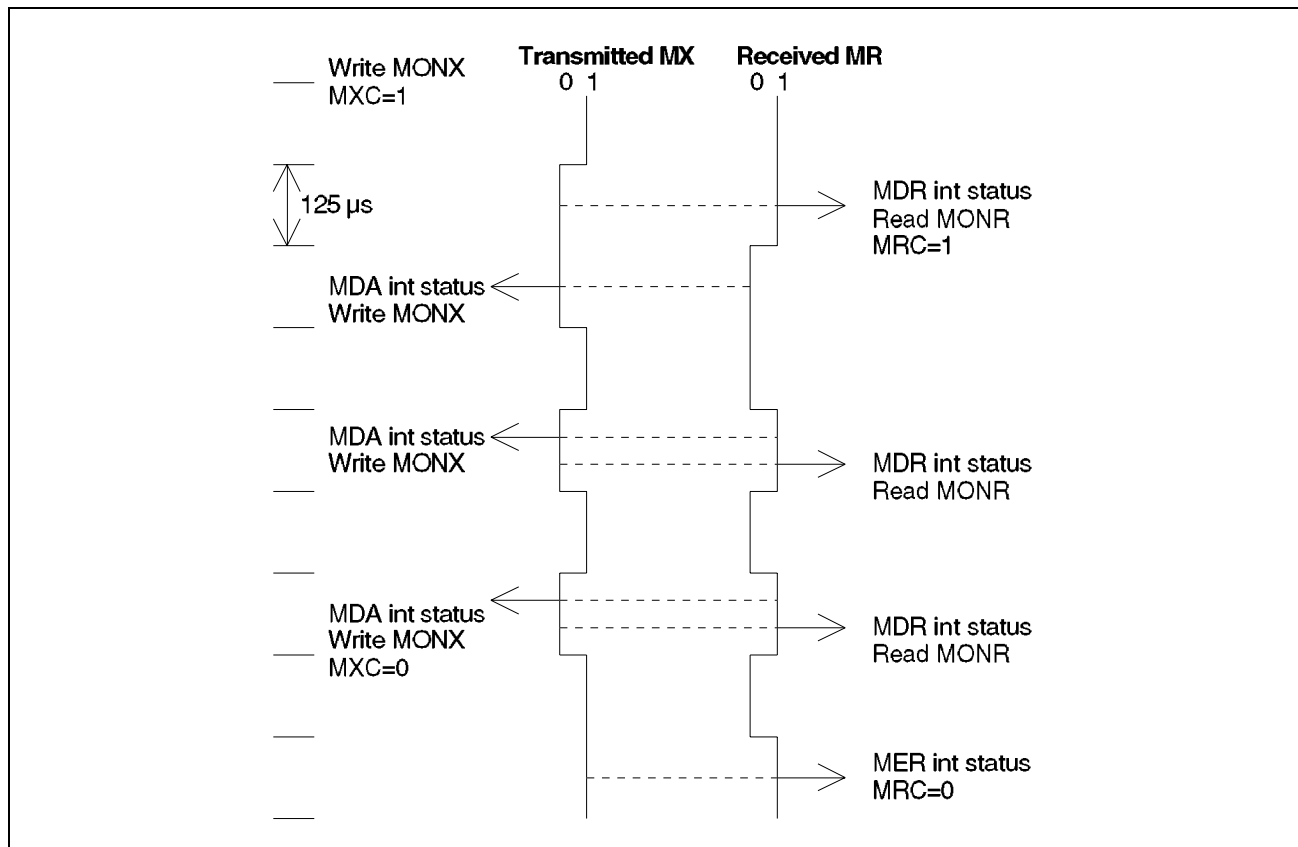 Transmitted MX Received MR
0 1 0 1
Write MONX
MXC=1
125 µs
MDR int status
Read MONR
MRC=1
MDA int status
Write MONX
MDA int status
Write MONX
MDR int status
Read MONR
MDA int status
Write MONX
MXC=0
MDR int status
Read MONR
MER int status
MRC=0